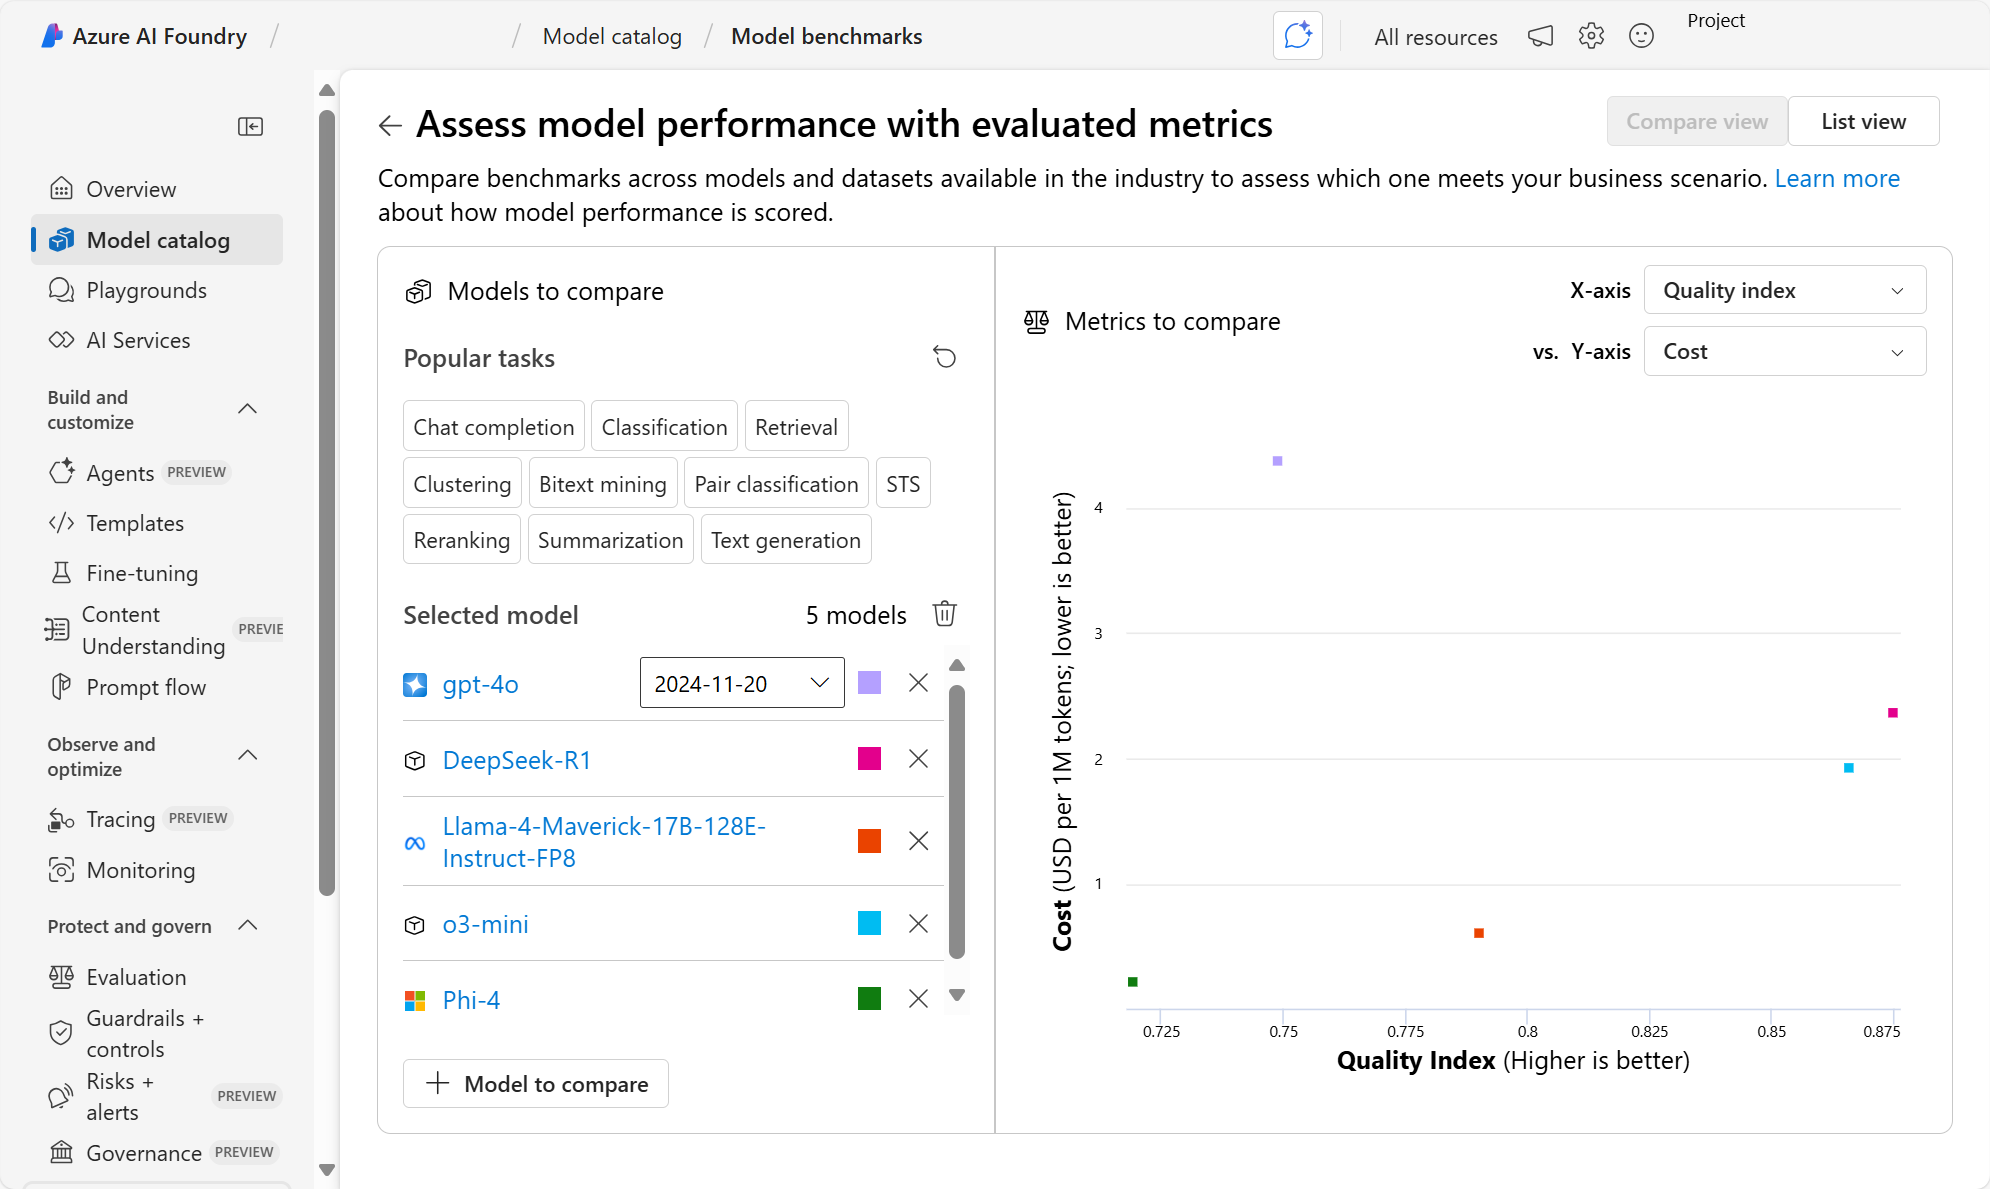 Azure AI Foundry / / Model catalog / Model benchmarks
All resources
Project
Overview
Model catalog
Playgrounds
AI Services
Build and
customize
Agents PREVIEW
Templates
Fine-tuning
Content
Understanding PREVIE
Prompt flow
Observe and
optimize
Tracing PREVIEW
Monitoring
Protect and govern
Evaluation
Guardrails +
controls
Risks +
alerts PREVIEW
Governance PREVIEW
Assess model performance with evaluated metrics
Compare view
List view
Compare benchmarks across models and datasets available in the industry to assess which one meets your business scenario. Learn more
about how model performance is scored.
Models to compare
Popular tasks
Chat completion Classification Retrieval
Clustering Bitext mining Pair classification STS
Reranking Summarization Text generation
Selected model 5 models
gpt-4o 2024-11-20
DeepSeek-R1
Llama-4-Maverick-17B-128E-
Instruct-FP8
o3-mini
Phi-4
Model to compare
Metrics to compare
X-axis Quality index
vs. Y-axis Cost
Cost (USD per 1M tokens; lower is better)
4
3
2
1
0.725 0.75 0.775 0.8 0.825 0.85 0.875
Quality Index (Higher is better)